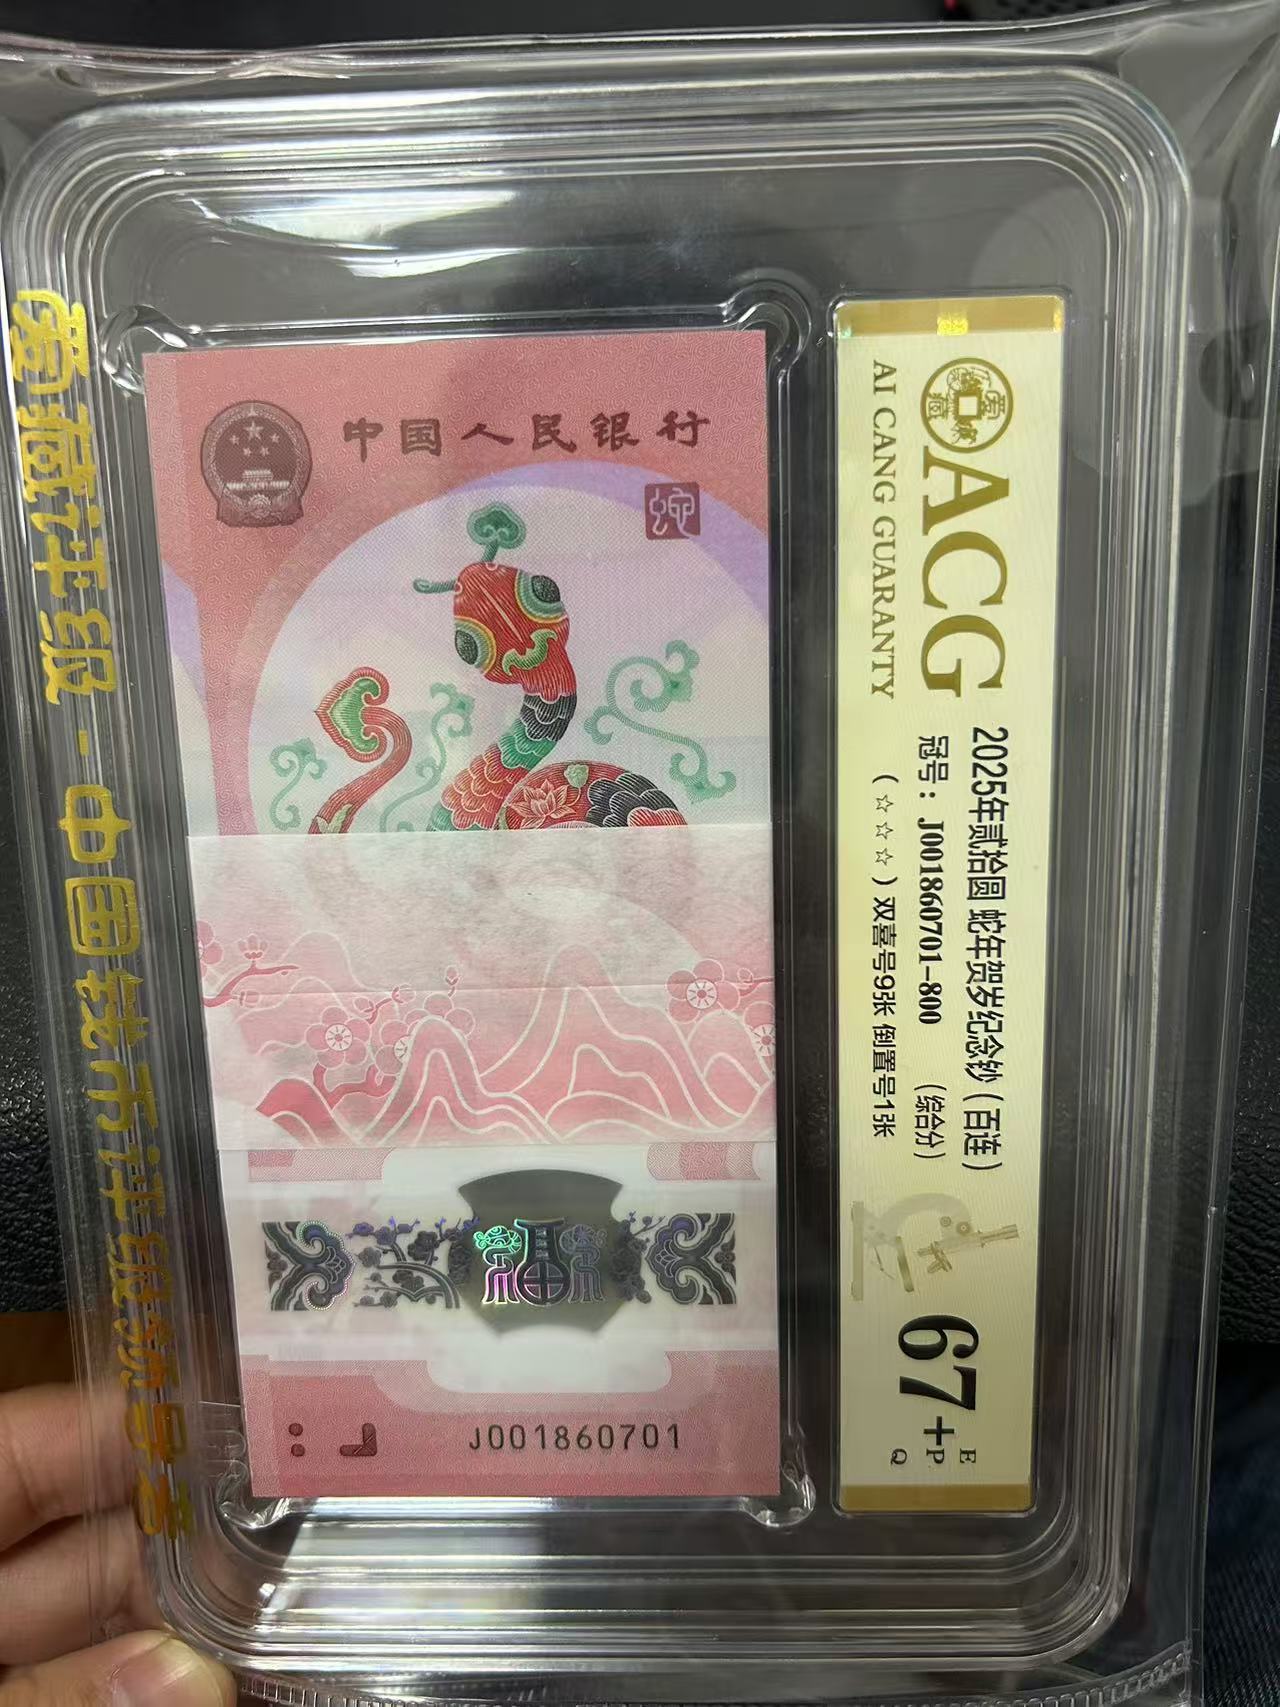 爱藏评级-中国钱币评级领导者
中国人民银行
蛇
J001860701
爱藏
ACG
AI CANG GUARANTY
2025年贰拾圆 蛇年贺岁纪念钞（百连）
冠号：J001860701-800 （综合分）
（☆☆☆）双喜号9张 倒置号1张
67+
E
P
Q